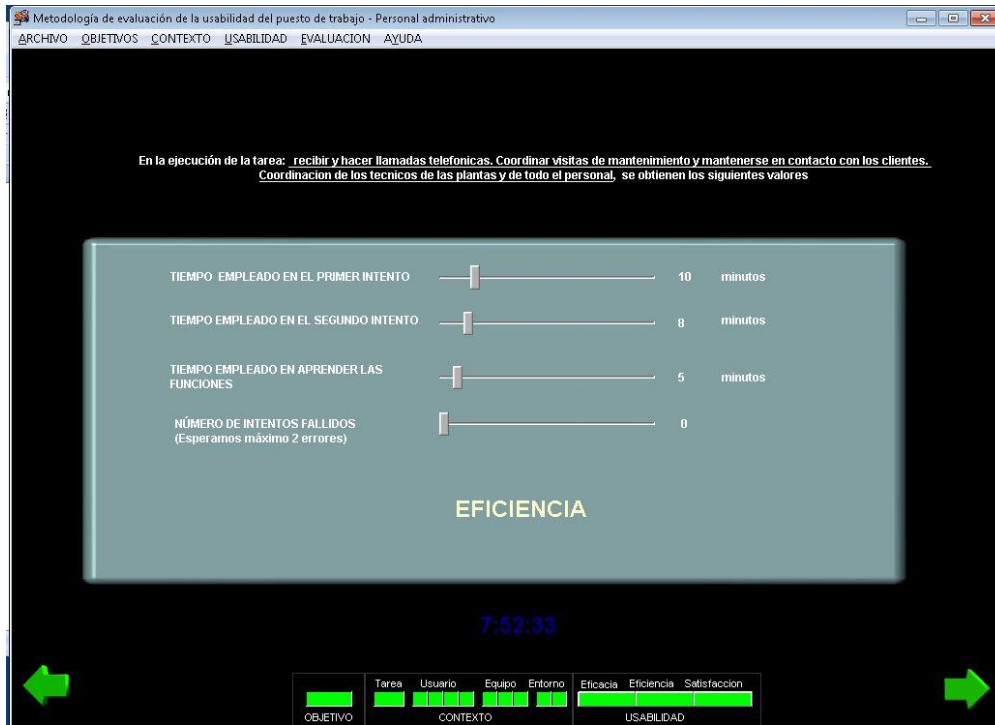 Metodología de evaluación de la usabilidad del puesto de trabajo - Personal administrativo
ARCHIVO OBJETIVOS CONTEXTO USABILIDAD EVALUACION AYUDA
En la ejecución de la tarea: recibir y hacer llamadas telefonicas. Coordinar visitas de mantenimiento y mantenerse en contacto con los clientes.
Coordinacion de los tecnicos de las plantas y de todo el personal, se obtienen los siguientes valores
TIEMPO EMPLEADO EN EL PRIMER INTENTO 10 minutos
TIEMPO EMPLEADO EN EL SEGUNDO INTENTO 8 minutos
TIEMPO EMPLEADO EN APRENDER LAS
FUNCIONES 5 minutos
NÚMERO DE INTENTOS FALLIDOS 0
(Esperamos máximo 2 errores)
EFICIENCIA
7:52:33
Tarea Usuario Equipo Entorno Eficacia Eficiencia Satisfaccion
OBJETIVO CONTEXTO USABILIDAD